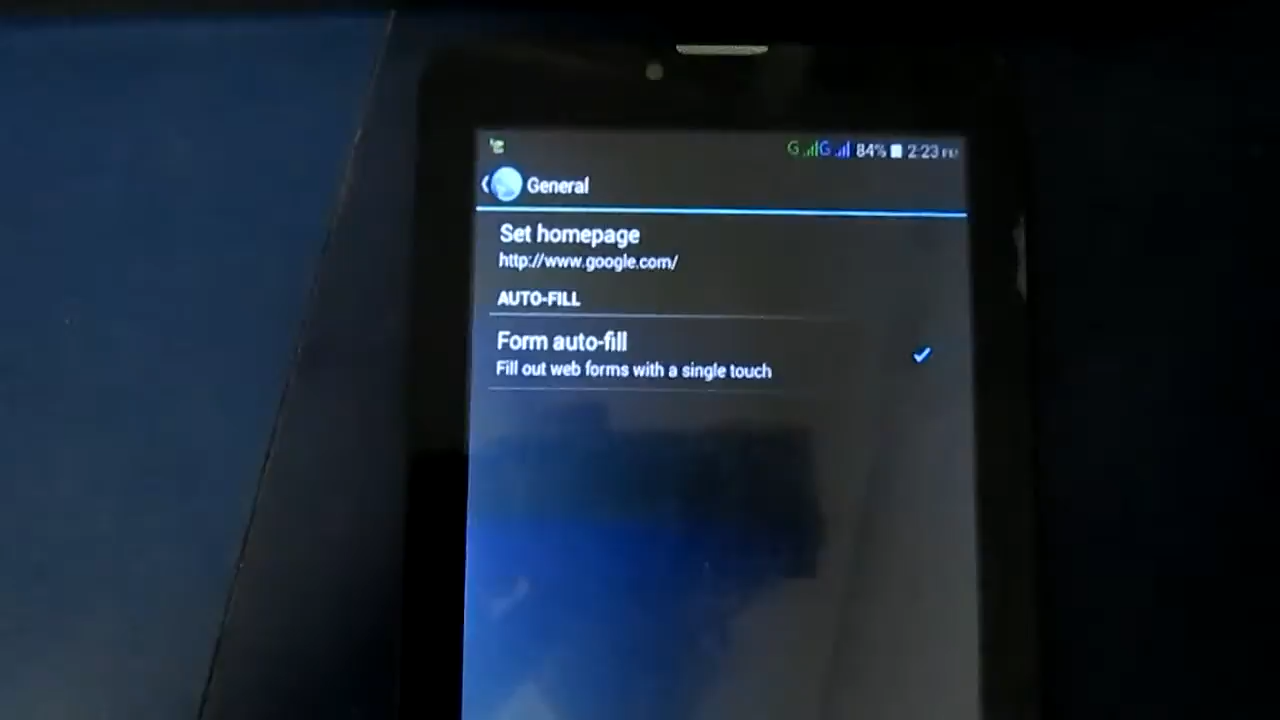 G G 84% 2:23 PM
General
Set homepage
http://www.google.com/
AUTO-FILL
Form auto-fill
Fill out web forms with a single touch